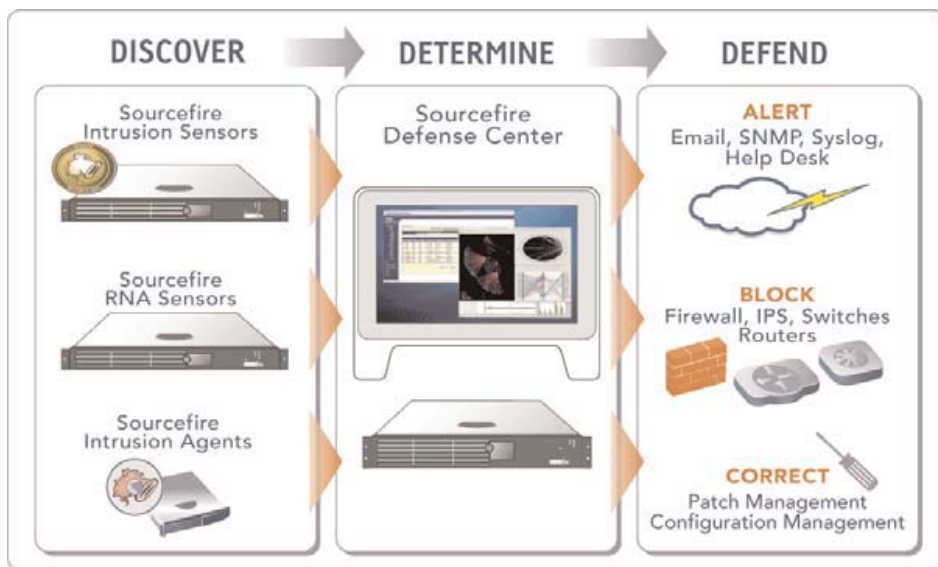 DISCOVER
DETERMINE
DEFEND
Sourcefire
Intrusion Sensors
Sourcefire
RNA Sensors
Sourcefire
Intrusion Agents
Sourcefire
Defense Center
ALERT
Email, SNMP, Syslog,
Help Desk
BLOCK
Firewall, IPS, Switches
Routers
CORRECT
Patch Management
Configuration Management